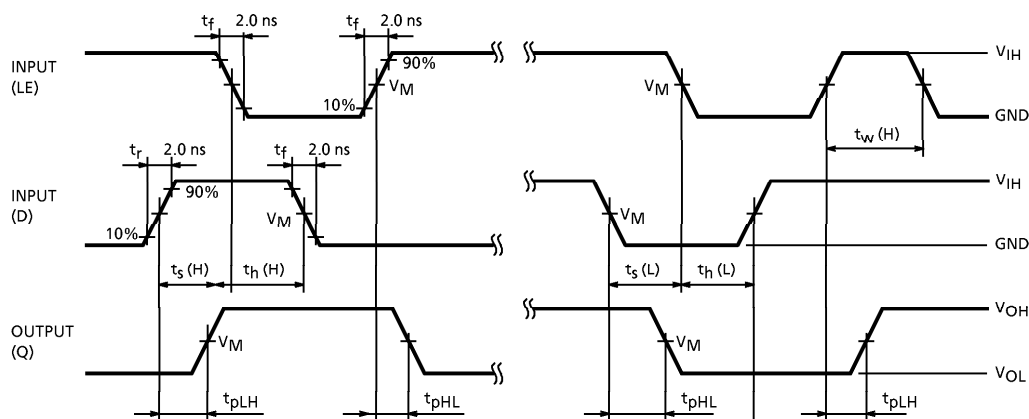 tf 2.0 ns tf 2.0 ns
INPUT
(LE)
90%
VM
10%
VM
VIH
GND
tw (H)
tr 2.0 ns tf 2.0 ns
INPUT
(D)
90%
VM
10%
VM
VIH
GND
ts (H) th (H) ts (L) th (L)
OUTPUT
(Q)
VM
VM
VOH
VOL
tpLH tpHL tpHL tpLH